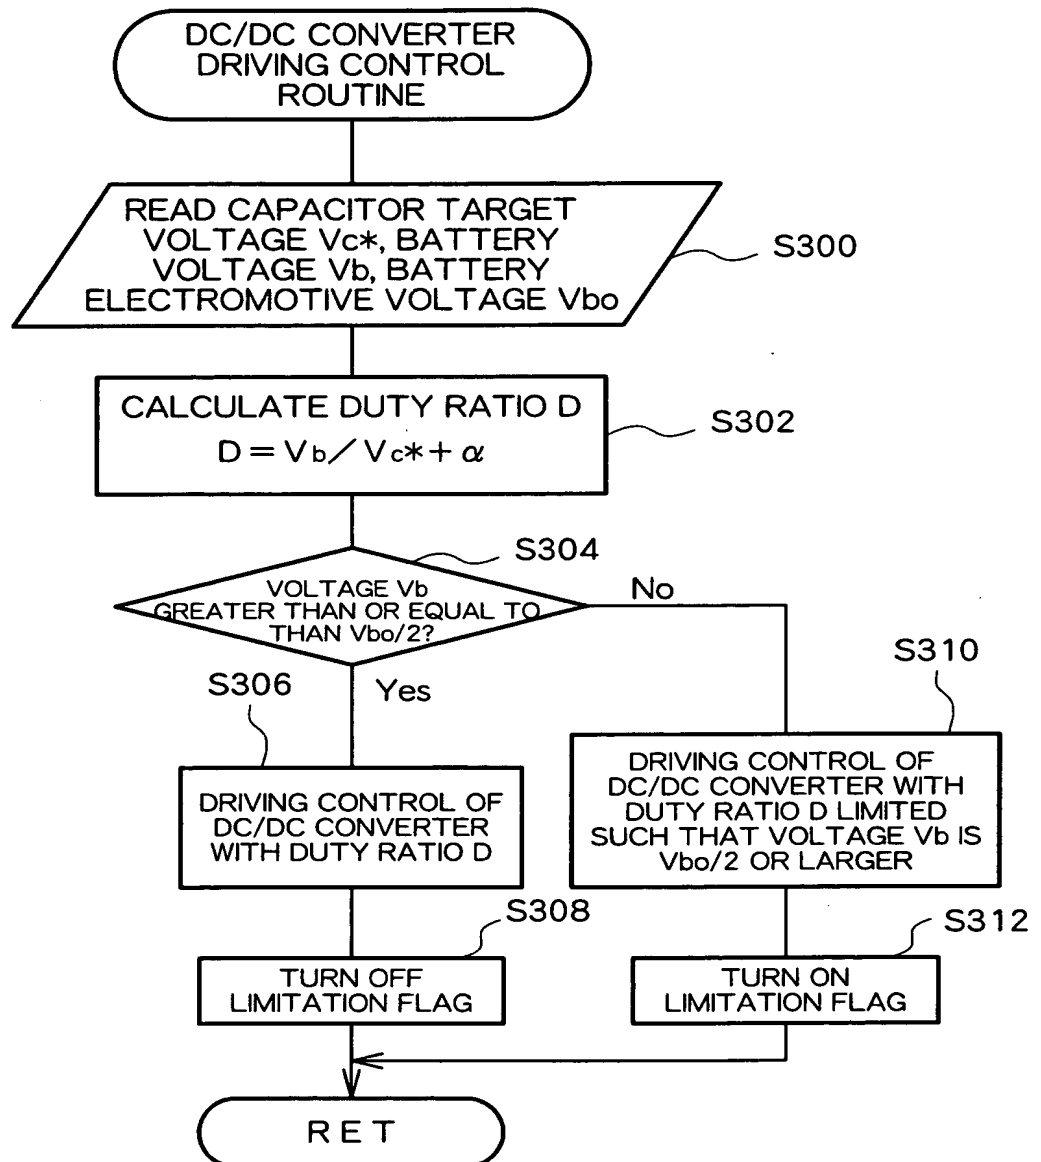 DC/DC CONVERTER
DRIVING CONTROL
ROUTINE
READ CAPACITOR TARGET
VOLTAGE Vc*, BATTERY
VOLTAGE Vb, BATTERY
ELECTROMOTIVE VOLTAGE Vbo
S300
CALCULATE DUTY RATIO D
D = Vb / Vc* + α
S302
S304
VOLTAGE Vb
GREATER THAN OR EQUAL TO
THAN Vbo/2?
No
Yes
S306
DRIVING CONTROL OF
DC/DC CONVERTER
WITH DUTY RATIO D
S310
DRIVING CONTROL OF
DC/DC CONVERTER WITH
DUTY RATIO D LIMITED
SUCH THAT VOLTAGE Vb IS
Vbo/2 OR LARGER
S308
TURN OFF
LIMITATION FLAG
S312
TURN ON
LIMITATION FLAG
RET